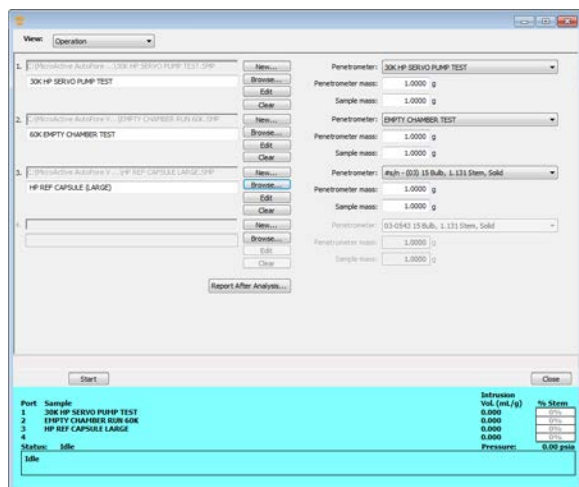 View: Operation
1. C:\MicroActive AutoPore ...\30K HP SERVO PUMP TEST.SMP New... Penetrometer: 30K HP SERVO PUMP TEST
30K HP SERVO PUMP TEST Browse... Penetrometer mass: 1.0000 g
Edit Sample mass: 1.0000 g
Clear
2. C:\MicroActive AutoPore V ...\EMPTY CHAMBER RUN 60K.SMP New... Penetrometer: EMPTY CHAMBER TEST
60K EMPTY CHAMBER TEST Browse... Penetrometer mass: 1.0000 g
Edit Sample mass: 1.0000 g
Clear
3. C:\MicroActive AutoPore V ...\HP REF CAPSULE LARGE.SMP New... Penetrometer: #s/n - (03) 15 Bulb, 1.131 Stem, Solid
HP REF CAPSULE (LARGE) Browse... Penetrometer mass: 1.0000 g
Edit Sample mass: 1.0000 g
Clear
4. New... Penetrometer: 03-0543 15 Bulb, 1.131 Stem, Solid
Browse... Penetrometer mass: 1.0000 g
Edit Sample mass: 1.0000 g
Clear
Report After Analysis...
Start Close
Intrusion
Port Sample Vol. (mL/g) % Stem
1 30K HP SERVO PUMP TEST 0.000 0%
2 EMPTY CHAMBER RUN 60K 0.000 0%
3 HP REF CAPSULE LARGE 0.000 0%
4 0.000 0%
Status: Idle Pressure: 0.00 psia
Idle